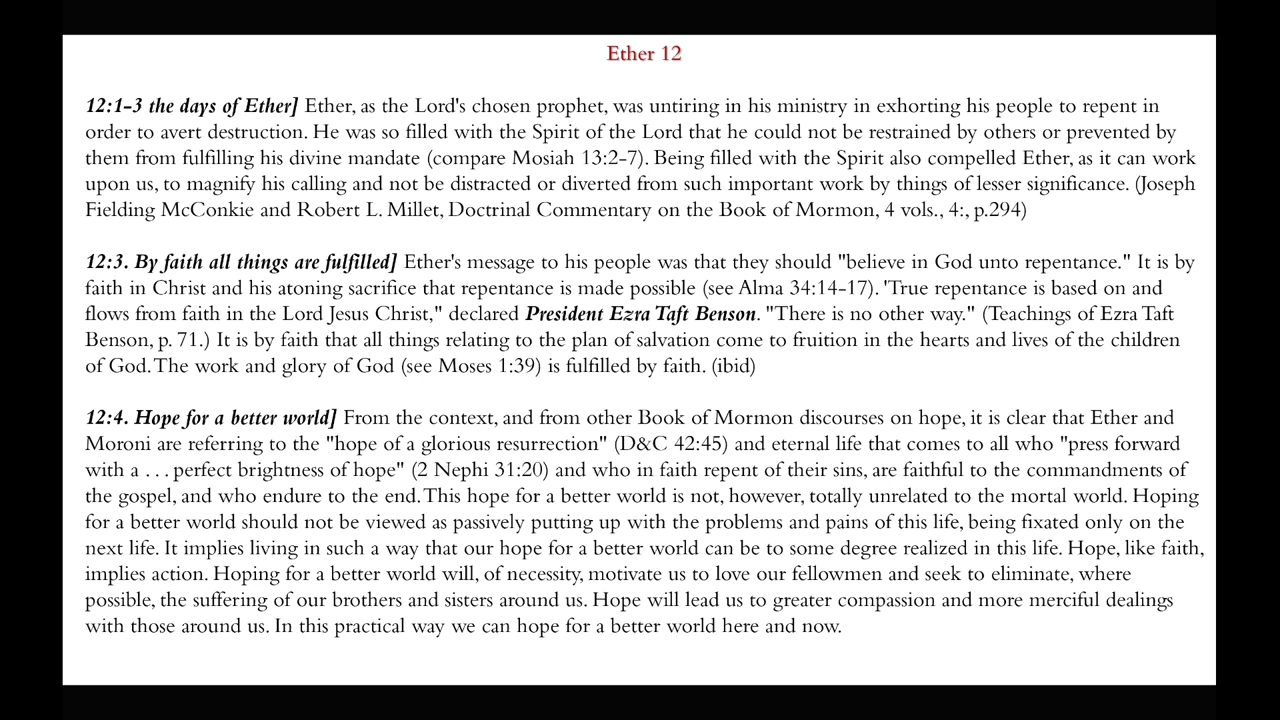 Ether 12
12:1-3 the days of Ether] Ether, as the Lord's chosen prophet, was untiring in his ministry in exhorting his people to repent in
order to avert destruction. He was so filled with the Spirit of the Lord that he could not be restrained by others or prevented by
them from fulfilling his divine mandate (compare Mosiah 13:2-7). Being filled with the Spirit also compelled Ether, as it can work
upon us, to magnify his calling and not be distracted or diverted from such important work by things of lesser significance. (Joseph
Fielding McConkie and Robert L. Millet, Doctrinal Commentary on the Book of Mormon, 4 vols., 4:, p.294)
12:3. By faith all things are fulfilled] Ether's message to his people was that they should "believe in God unto repentance." It is by
faith in Christ and his atoning sacrifice that repentance is made possible (see Alma 34:14-17). 'True repentance is based on and
flows from faith in the Lord Jesus Christ," declared President Ezra Taft Benson. "There is no other way." (Teachings of Ezra Taft
Benson, p. 71.) It is by faith that all things relating to the plan of salvation come to fruition in the hearts and lives of the children
of God. The work and glory of God (see Moses 1:39) is fulfilled by faith. (ibid)
12:4. Hope for a better world] From the context, and from other Book of Mormon discourses on hope, it is clear that Ether and
Moroni are referring to the "hope of a glorious resurrection" (D&C 42:45) and eternal life that comes to all who "press forward
with a . . . perfect brightness of hope" (2 Nephi 31:20) and who in faith repent of their sins, are faithful to the commandments of
the gospel, and who endure to the end. This hope for a better world is not, however, totally unrelated to the mortal world. Hoping
for a better world should not be viewed as passively putting up with the problems and pains of this life, being fixated only on the
next life. It implies living in such a way that our hope for a better world can be to some degree realized in this life. Hope, like faith,
implies action. Hoping for a better world will, of necessity, motivate us to love our fellowmen and seek to eliminate, where
possible, the suffering of our brothers and sisters around us. Hope will lead us to greater compassion and more merciful dealings
with those around us. In this practical way we can hope for a better world here and now.